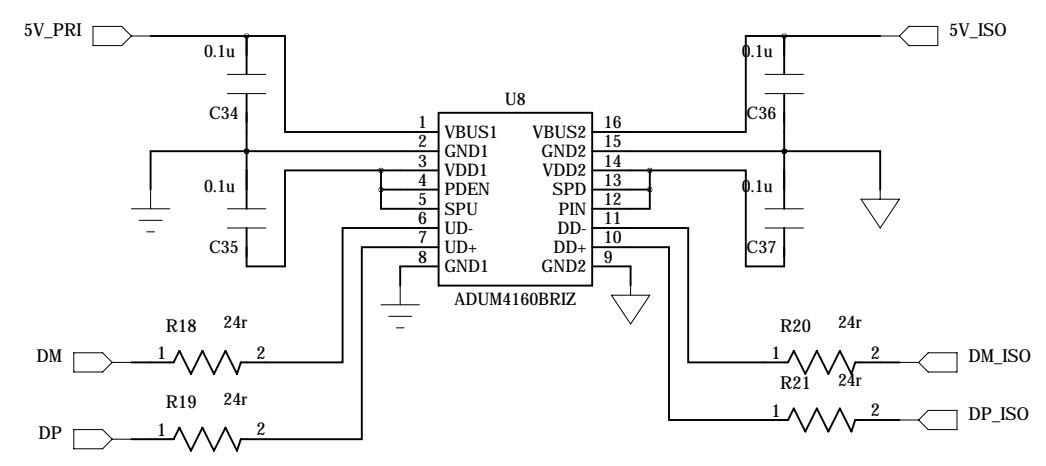 5V_PRI
5V_ISO
0.1u
0.1u
C34
C36
U8
1 VBUS1 VBUS2 16
2 GND1 GND2 15
3 VDD1 VDD2 14
4 PDEN SPD 13
5 SPU PIN 12
6 UD- DD- 11
7 UD+ DD+ 10
8 GND1 GND2 9
ADUM4160BRIZ
0.1u
0.1u
C35
C37
R18 24r
DM 1 2
R20 24r
1 2 DM_ISO
R19 24r
DP 1 2
R21 24r
1 2 DP_ISO